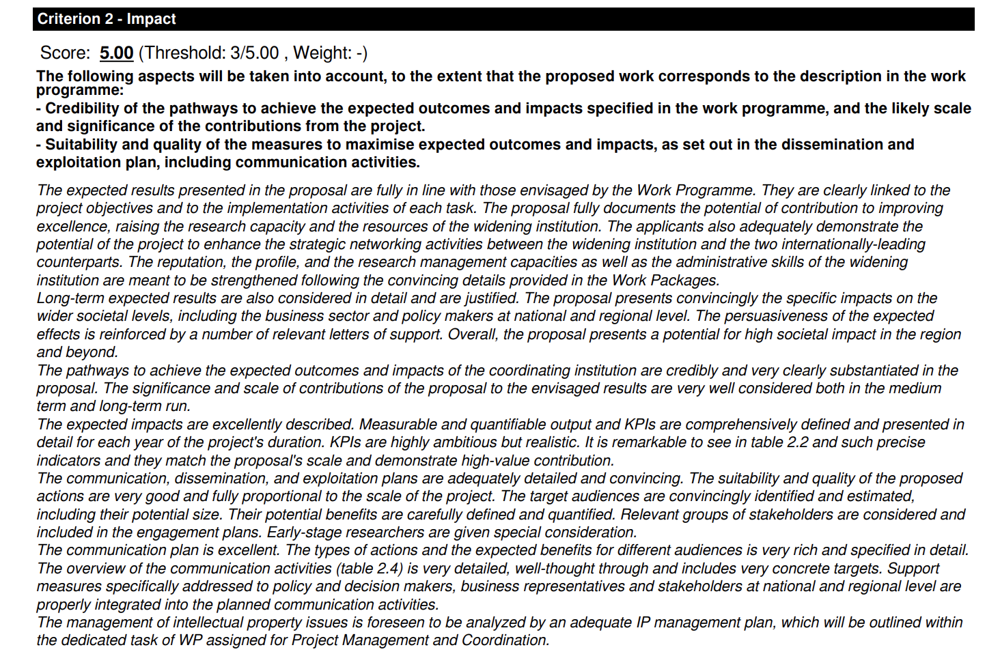 Criterion 2 - Impact
Score: 5.00 (Threshold: 3/5.00 , Weight: -)
The following aspects will be taken into account, to the extent that the proposed work corresponds to the description in the work
programme:
- Credibility of the pathways to achieve the expected outcomes and impacts specified in the work programme, and the likely scale
and significance of the contributions from the project.
- Suitability and quality of the measures to maximise expected outcomes and impacts, as set out in the dissemination and
exploitation plan, including communication activities.
The expected results presented in the proposal are fully in line with those envisaged by the Work Programme. They are clearly linked to the
project objectives and to the implementation activities of each task. The proposal fully documents the potential of contribution to improving
excellence, raising the research capacity and the resources of the widening institution. The applicants also adequately demonstrate the
potential of the project to enhance the strategic networking activities between the widening institution and the two internationally-leading
counterparts. The reputation, the profile, and the research management capacities as well as the administrative skills of the widening
institution are meant to be strengthened following the convincing details provided in the Work Packages.
Long-term expected results are also considered in detail and are justified. The proposal presents convincingly the specific impacts on the
wider societal levels, including the business sector and policy makers at national and regional level. The persuasiveness of the expected
effects is reinforced by a number of relevant letters of support. Overall, the proposal presents a potential for high societal impact in the region
and beyond.
The pathways to achieve the expected outcomes and impacts of the coordinating institution are credibly and very clearly substantiated in the
proposal. The significance and scale of contributions of the proposal to the envisaged results are very well considered both in the medium
term and long-term run.
The expected impacts are excellently described. Measurable and quantifiable output and KPIs are comprehensively defined and presented in
detail for each year of the project's duration. KPIs are highly ambitious but realistic. It is remarkable to see in table 2.2 and such precise
indicators and they match the proposal's scale and demonstrate high-value contribution.
The communication, dissemination, and exploitation plans are adequately detailed and convincing. The suitability and quality of the proposed
actions are very good and fully proportional to the scale of the project. The target audiences are convincingly identified and estimated,
including their potential size. Their potential benefits are carefully defined and quantified. Relevant groups of stakeholders are considered and
included in the engagement plans. Early-stage researchers are given special consideration.
The communication plan is excellent. The types of actions and the expected benefits for different audiences is very rich and specified in detail.
The overview of the communication activities (table 2.4) is very detailed, well-thought through and includes very concrete targets. Support
measures specifically addressed to policy and decision makers, business representatives and stakeholders at national and regional level are
properly integrated into the planned communication activities.
The management of intellectual property issues is foreseen to be analyzed by an adequate IP management plan, which will be outlined within
the dedicated task of WP assigned for Project Management and Coordination.